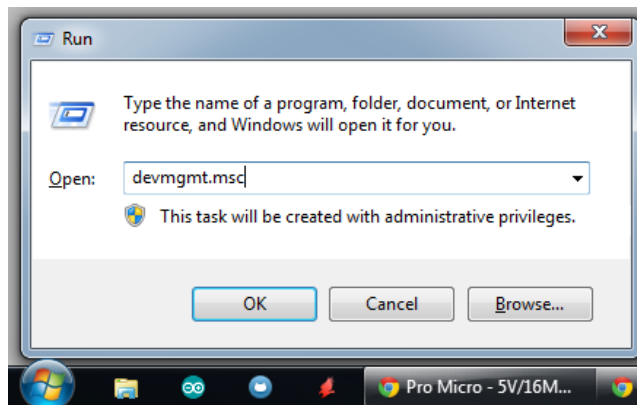 Run
Type the name of a program, folder, document, or Internet
resource, and Windows will open it for you.
Open: devmgmt.msc
This task will be created with administrative privileges.
OK Cancel Browse...
Pro Micro - 5V/16M...